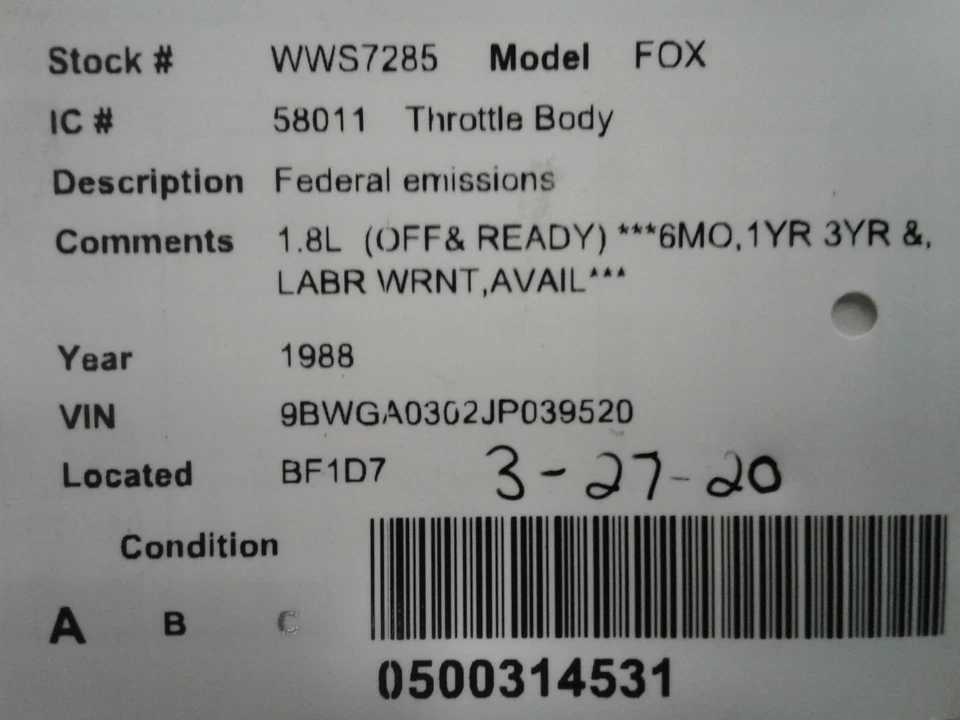 Stock # WWS7285 Model FOX
IC # 58011 Throttle Body
Description Federal emissions
Comments 1.8L (OFF& READY) ***6MO,1YR 3YR &,
LABR WRNT,AVAIL***
Year 1988
VIN 9BWGA0302JP039520
Located BF1D7 3-27-20
Condition
A B C
0500314531